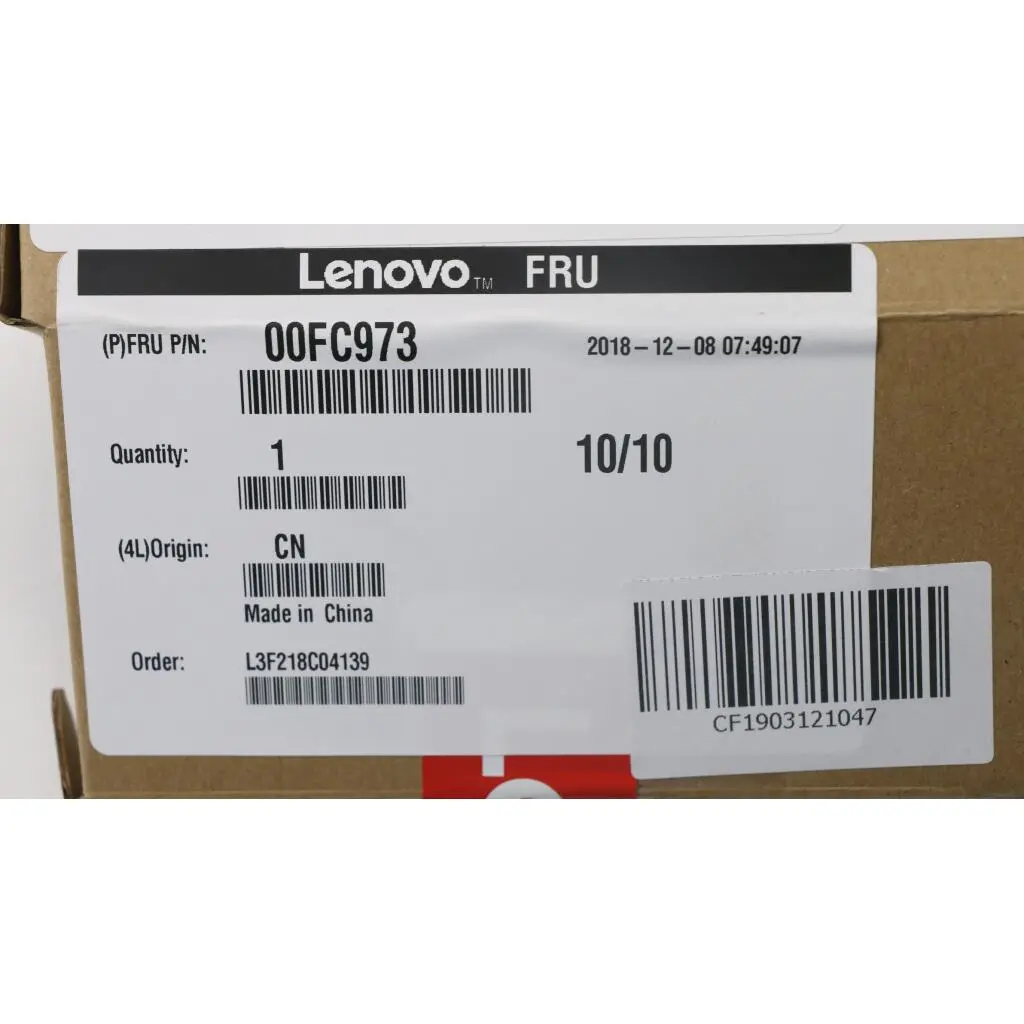 Lenovo™ FRU
(P)FRU P/N: 00FC973 2018-12-08 07:49:07
Quantity: 1 10/10
(4L)Origin: CN
Made in China
Order: L3F218C04139
CF1903121047